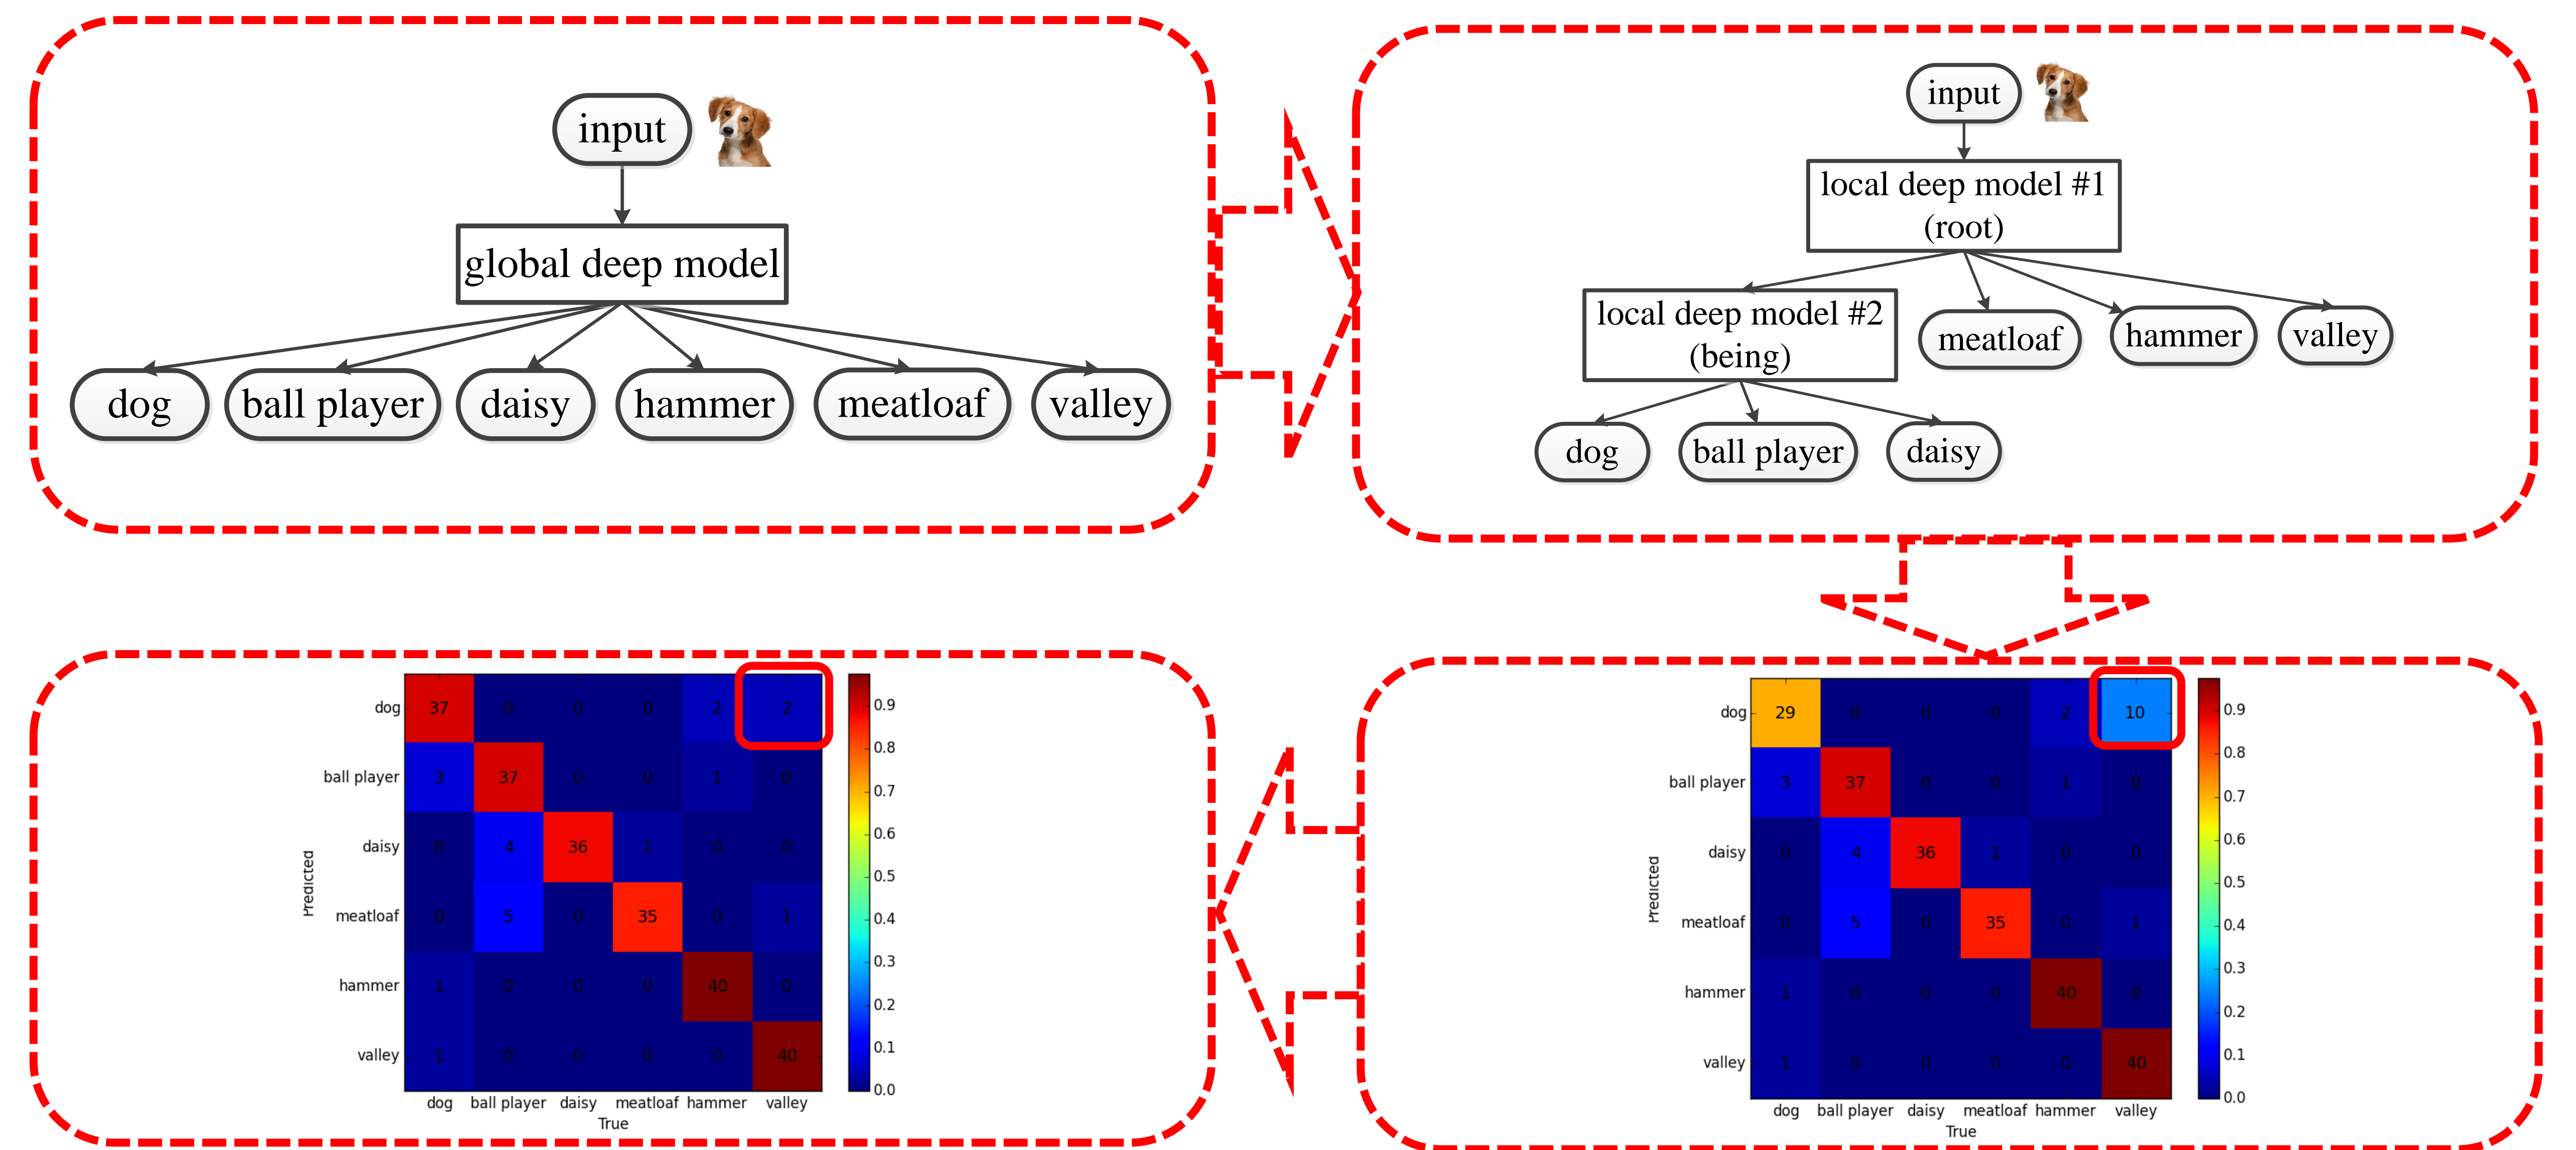 input
global deep model
dog ball player daisy hammer meatloaf valley
input
local deep model #1
(root)
local deep model #2
(being)
meatloaf hammer valley
dog ball player daisy
dog 37 0 0 0 2 2
ball player 3 37 0 0 1 0
daisy 0 4 36 1 0 0
meatloaf 0 5 0 35 0 1
hammer 1 0 0 0 40 0
valley 1 0 0 0 0 40
dog ball player daisy meatloaf hammer valley
True
Predicted
0.9
0.8
0.7
0.6
0.5
0.4
0.3
0.2
0.1
0.0
dog 29 0 0 0 2 10
ball player 3 37 0 0 1 0
daisy 0 4 36 1 0 0
meatloaf 0 5 0 35 0 1
hammer 1 0 0 0 40 0
valley 1 0 0 0 0 40
dog ball player daisy meatloaf hammer valley
True
Predicted
0.9
0.8
0.7
0.6
0.5
0.4
0.3
0.2
0.1
0.0